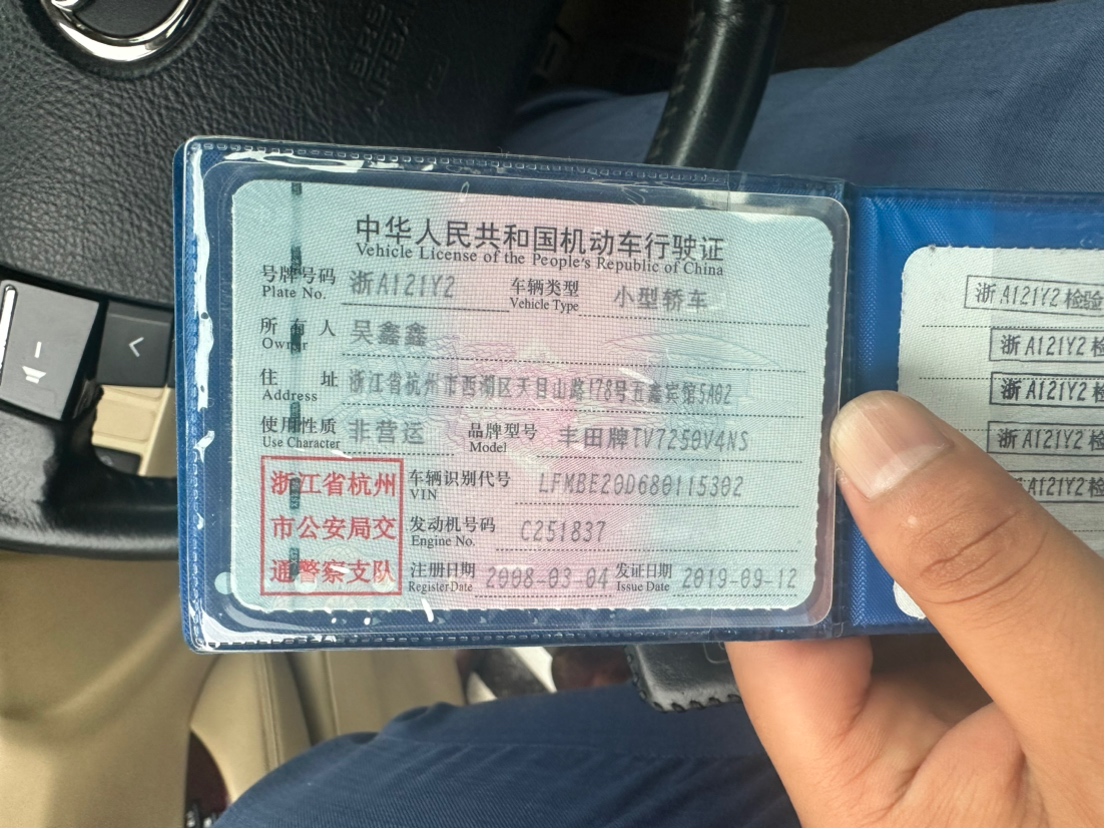 中华人民共和国机动车行驶证
Vehicle License of the People's Republic of China
号牌号码 Plate No. 浙A121Y2 车辆类型 Vehicle Type 小型轿车
所有人 Owner 吴鑫鑫
住址 Address 浙江省杭州市西湖区天目山路178号五鑫宾馆5A02
使用性质 Use Character 非营运 品牌型号 Model 丰田牌TV7250V4NS
车辆识别代号 VIN LFMBE20D680115302
发动机号码 Engine No. C251837
注册日期 Register Date 2008-03-04 发证日期 Issue Date 2019-09-12
浙江省杭州
市公安局交
通警察支队
浙A121Y2检验
浙A121Y2检
浙A121Y2检
浙A121Y2检
A121Y2检
SRS
AIRBAG